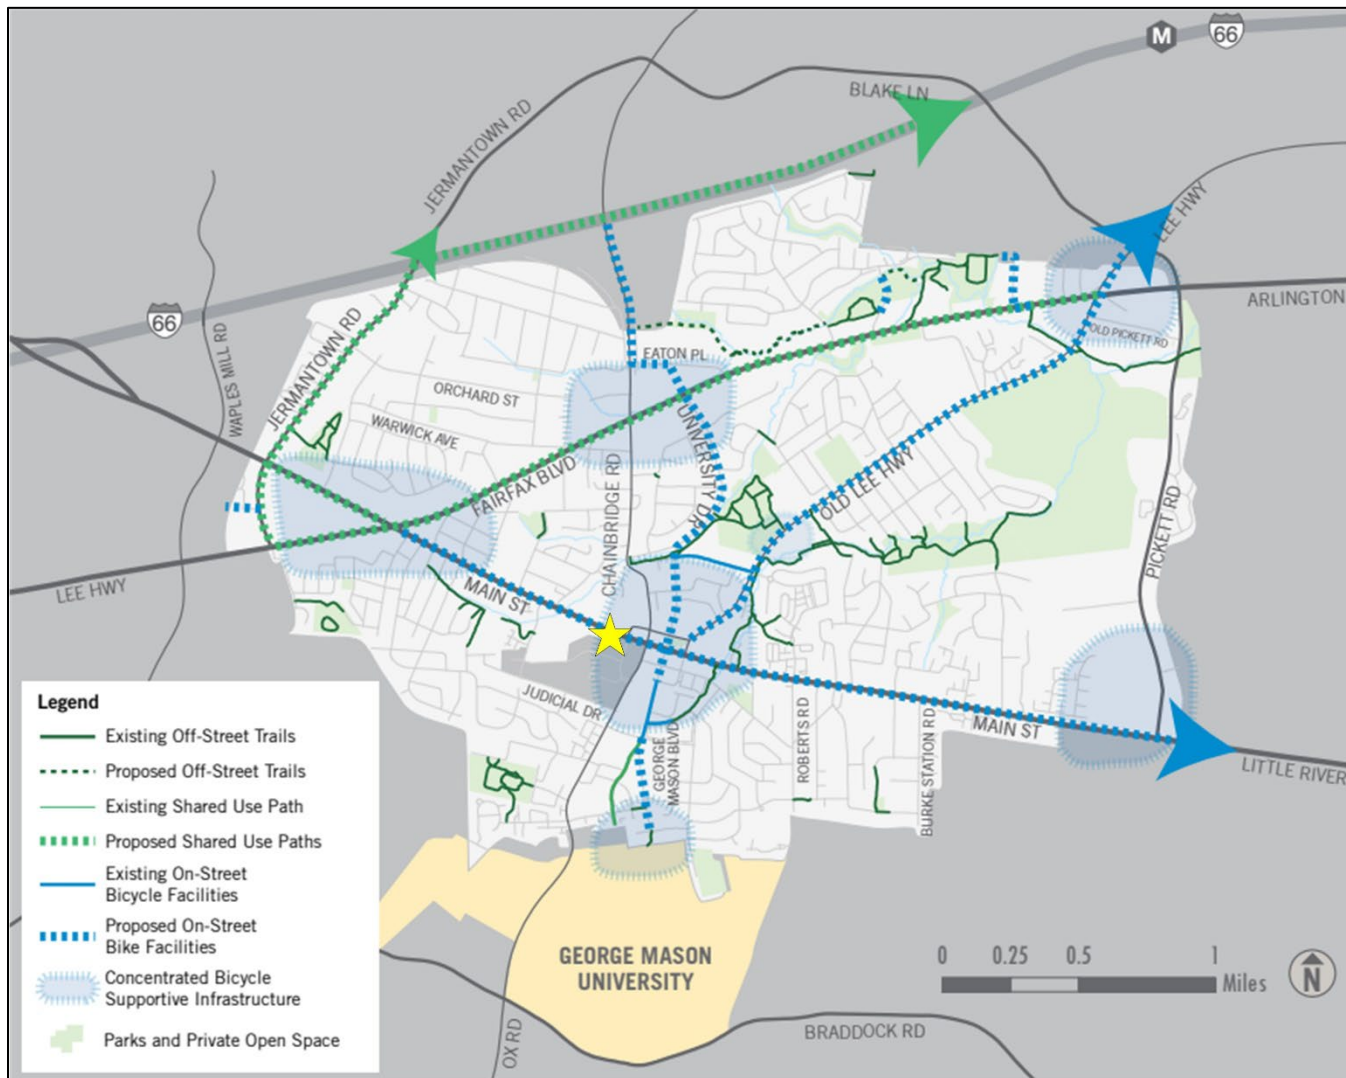 M
66
BLAKE LN
JERMANTOWN RD
LEE HWY
ARLINGTON
66
WAPLES MILL RD
JERMANTOWN RD
OLD PICKETT RD
EATON PL
ORCHARD ST
WARWICK AVE
UNIVERSITY DR
FAIRFAX BLVD
CHAINBRIDGE RD
OLD LEE HWY
PICKETT RD
LEE HWY
MAIN ST
JUDICIAL DR
GEORGE
MASON BLVD
ROBERTS RD
BURKE STATION RD
MAIN ST
LITTLE RIVER
Legend
Existing Off-Street Trails
Proposed Off-Street Trails
Existing Shared Use Path
Proposed Shared Use Paths
Existing On-Street
Bicycle Facilities
Proposed On-Street
Bike Facilities
Concentrated Bicycle
Supportive Infrastructure
Parks and Private Open Space
GEORGE MASON
UNIVERSITY
OX RD
BRADDOCK RD
0 0.25 0.5 1
Miles
N